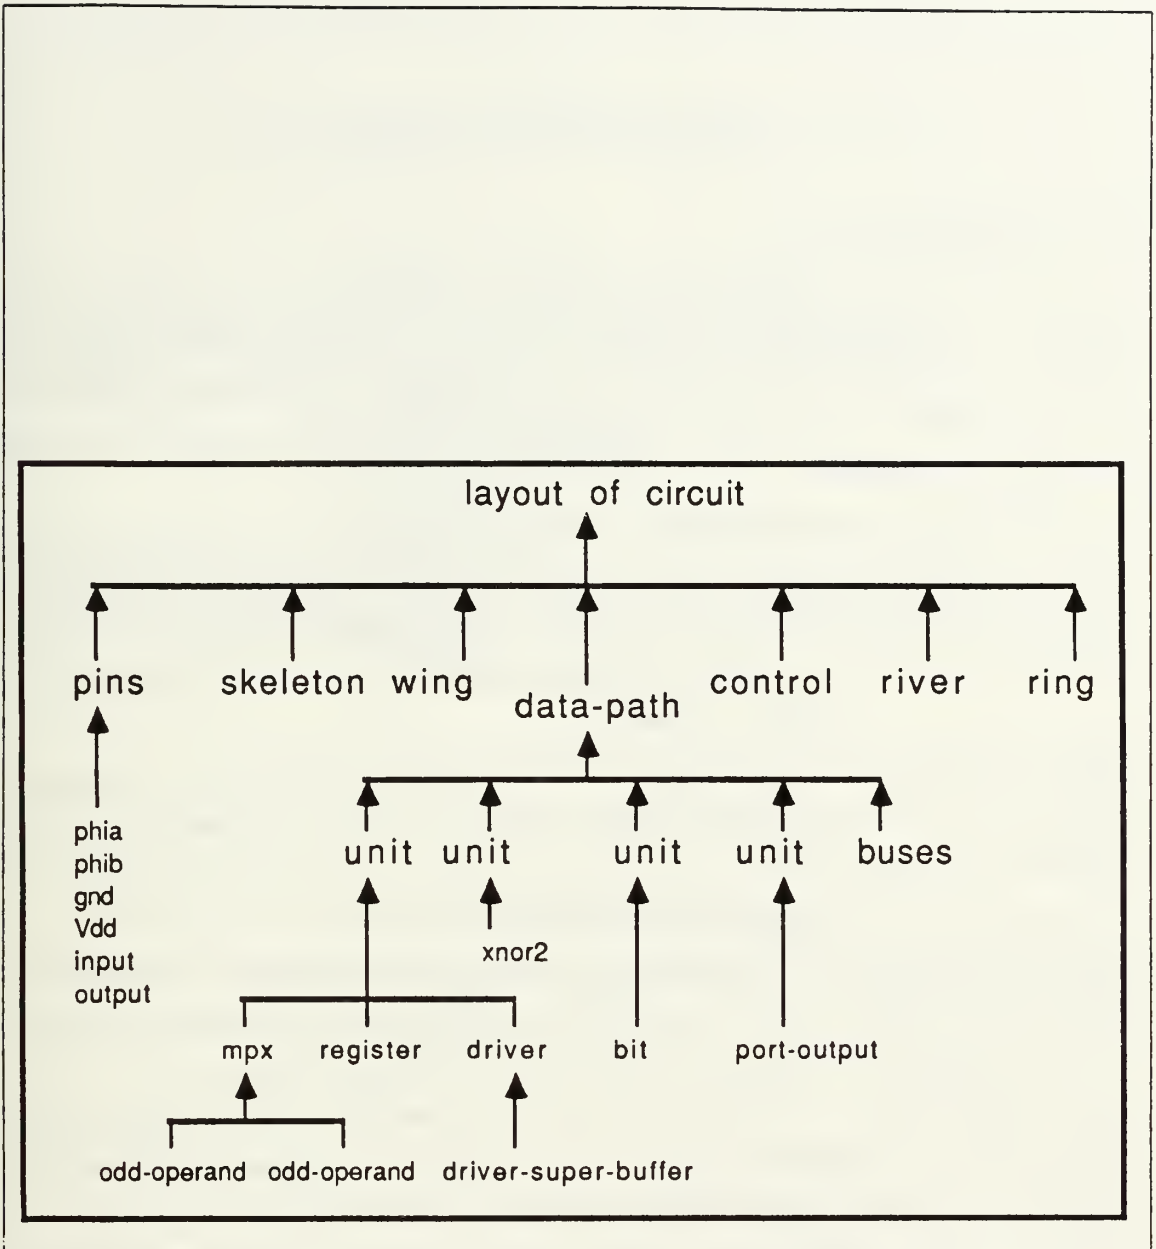 layout of circuit
pins skeleton wing control river ring
data-path
phia
phib
gnd
Vdd
input
output
unit unit unit unit buses
xnor2
mpx register driver bit port-output
odd-operand odd-operand driver-super-buffer